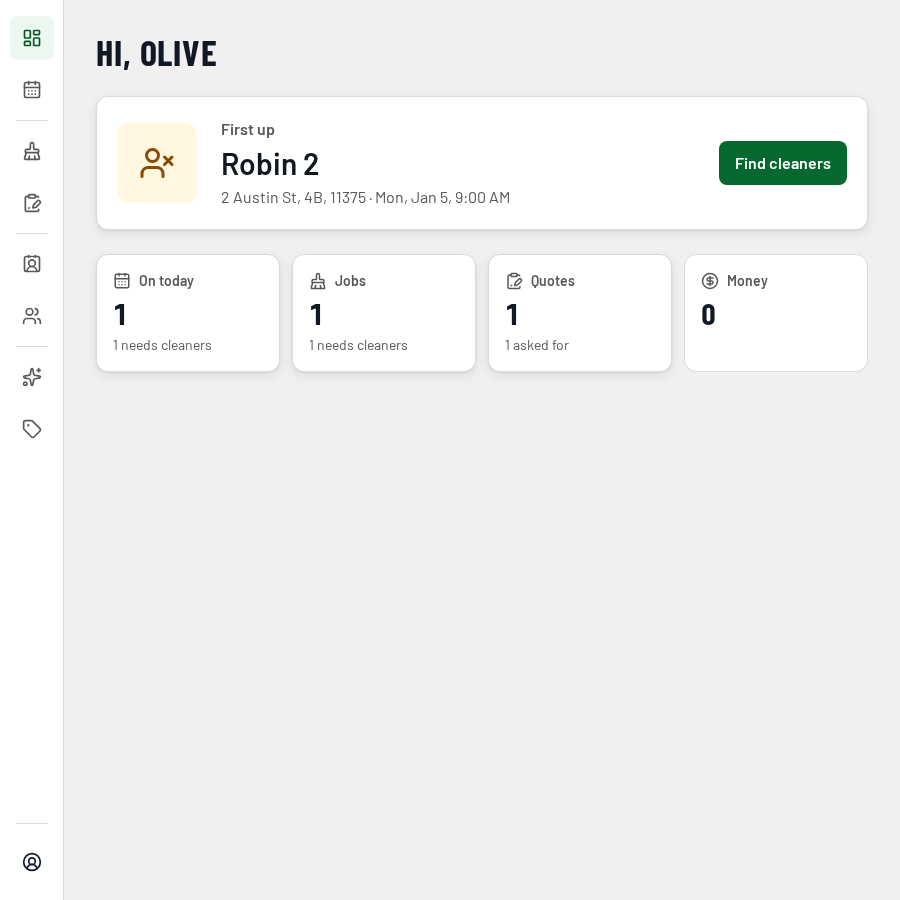 HI, OLIVE
First up
Robin 2
2 Austin St, 4B, 11375 · Mon, Jan 5, 9:00 AM
Find cleaners
On today
1
1 needs cleaners
Jobs
1
1 needs cleaners
Quotes
1
1 asked for
Money
0